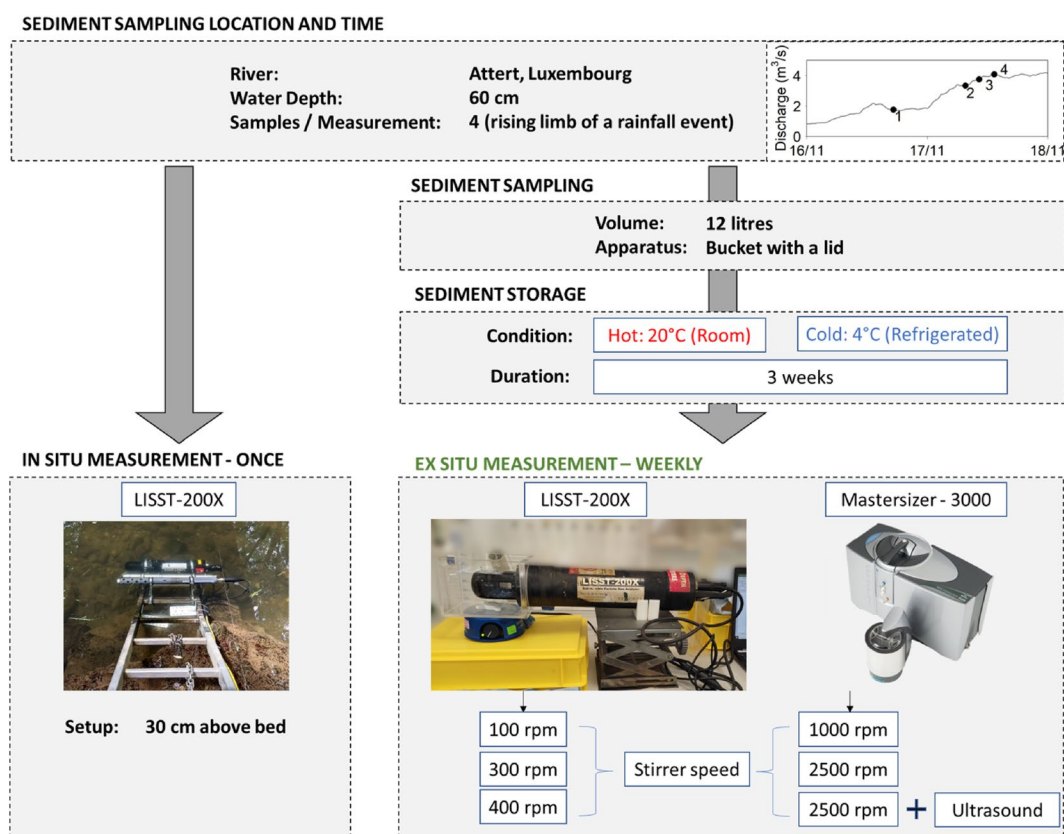 SEDIMENT SAMPLING LOCATION AND TIME
River: Attert, Luxembourg
Water Depth: 60 cm
Samples / Measurement: 4 (rising limb of a rainfall event)
Discharge (m³/s)
4
2
0
1
2
3
4
16/11 17/11 18/11
SEDIMENT SAMPLING
Volume: 12 litres
Apparatus: Bucket with a lid
SEDIMENT STORAGE
Condition: Hot: 20°C (Room) Cold: 4°C (Refrigerated)
Duration: 3 weeks
IN SITU MEASUREMENT - ONCE
LISST-200X
Setup: 30 cm above bed
EX SITU MEASUREMENT – WEEKLY
LISST-200X Mastersizer - 3000
LISST-200X
100 rpm 1000 rpm
300 rpm Stirrer speed 2500 rpm
400 rpm 2500 rpm + Ultrasound